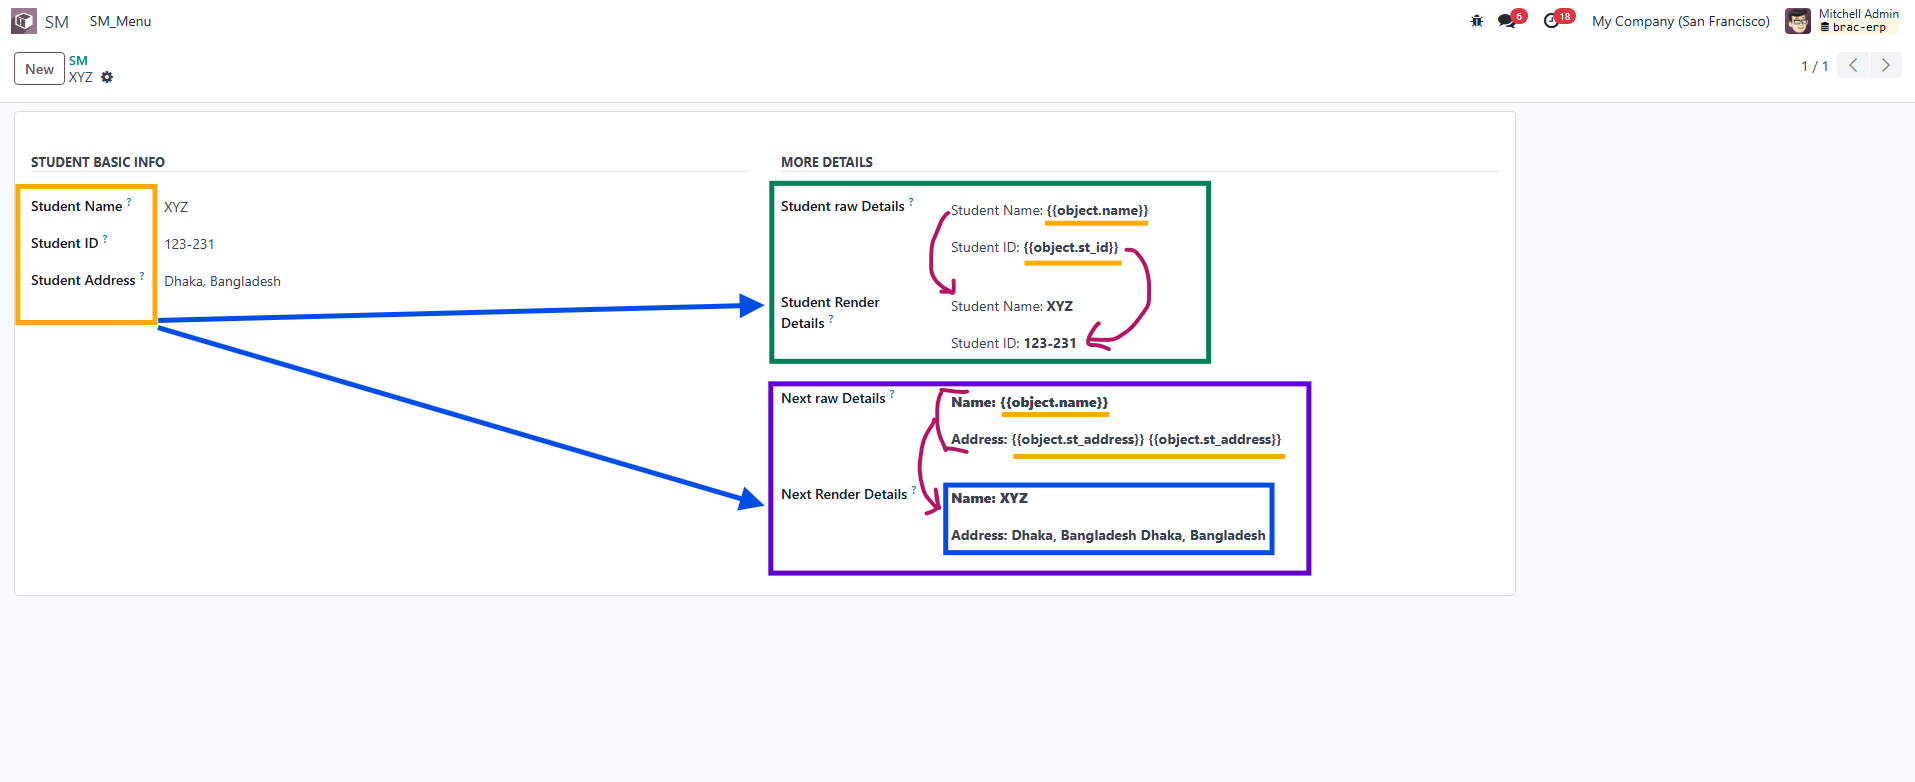 SM SM_Menu 6 18 My Company (San Francisco) Mitchell Admin
brac-erp
New SM
XYZ
1 / 1
STUDENT BASIC INFO
Student Name ? XYZ
Student ID ? 123-231
Student Address ? Dhaka, Bangladesh
MORE DETAILS
Student raw Details ? Student Name: {{object.name}}
Student ID: {{object.st_id}}
Student Render Student Name: XYZ
Details ?
Student ID: 123-231
Next raw Details ? Name: {{object.name}}
Address: {{object.st_address}} {{object.st_address}}
Next Render Details ? Name: XYZ
Address: Dhaka, Bangladesh Dhaka, Bangladesh